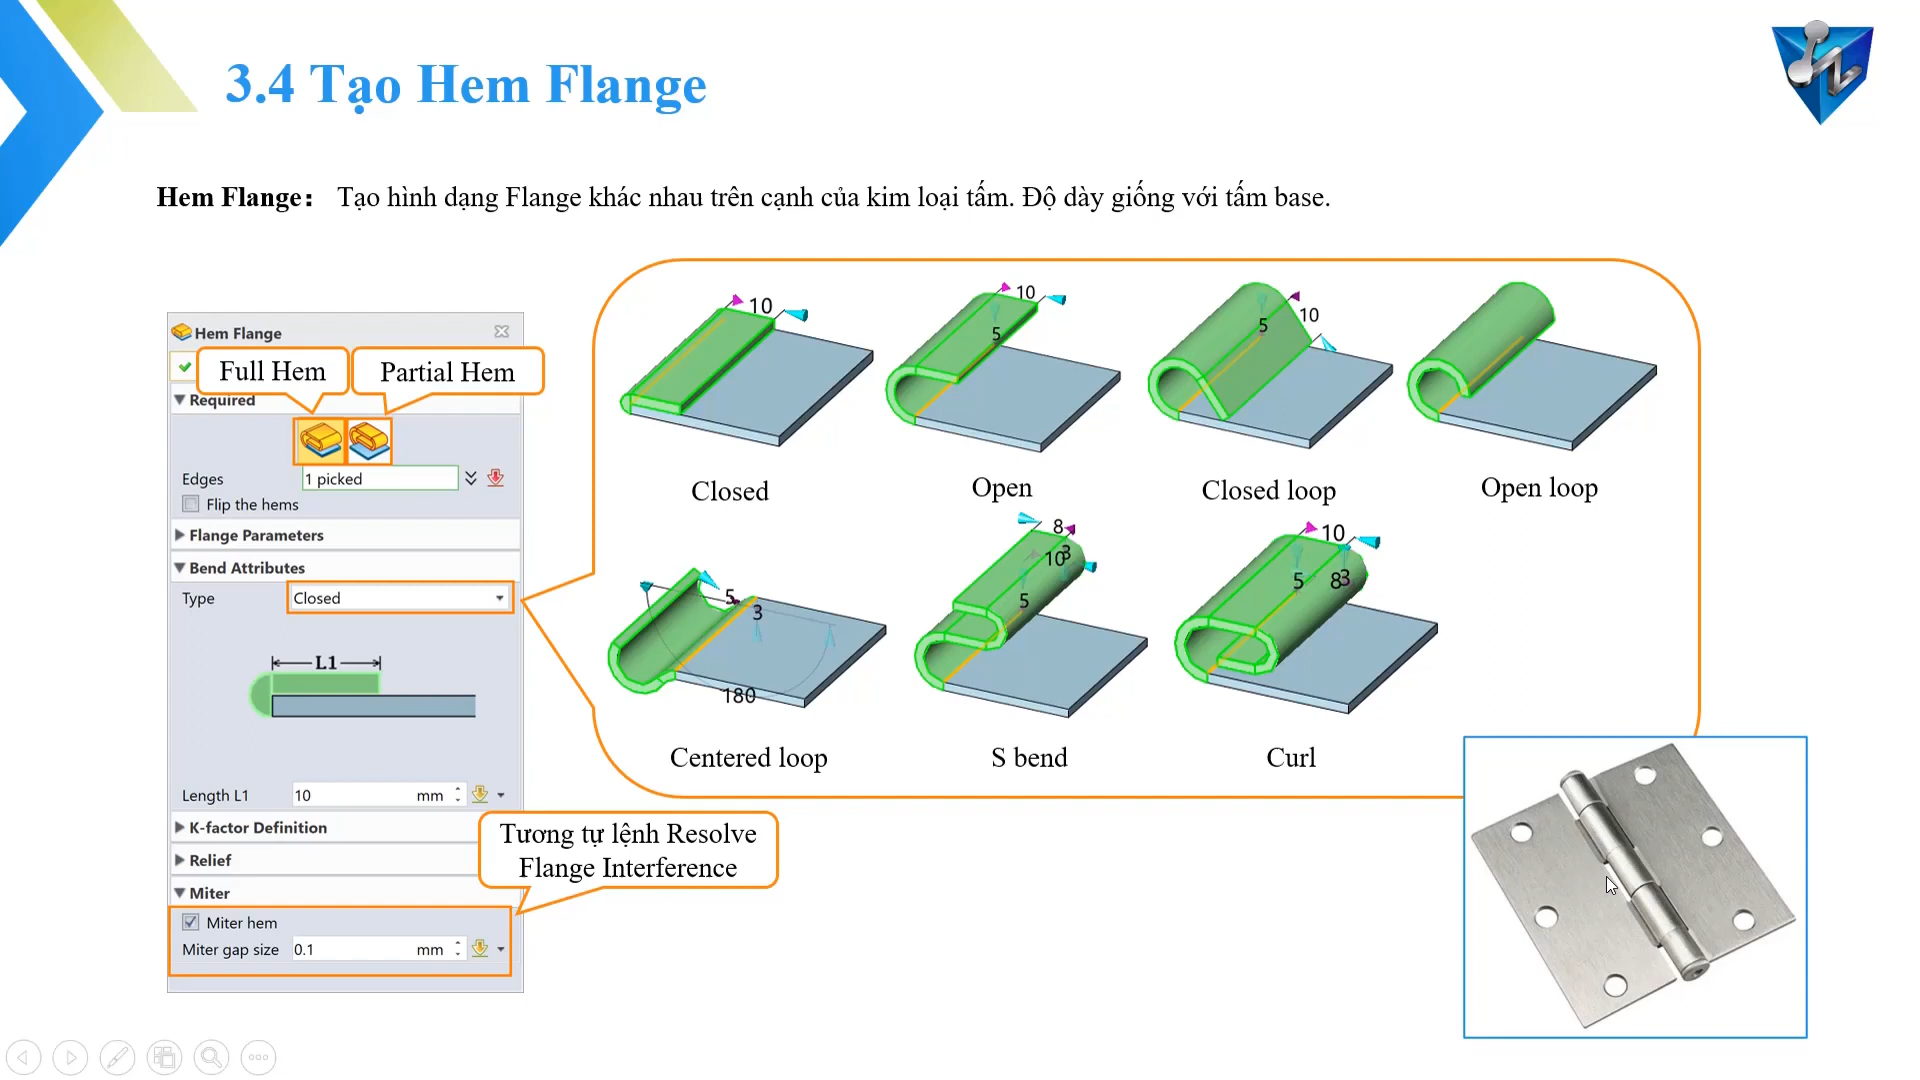 3.4 Tạo Hem Flange
Hem Flange： Tạo hình dạng Flange khác nhau trên cạnh của kim loại tấm. Độ dày giống với tấm base.
Hem Flange
Full Hem
Partial Hem
Required
Edges
1 picked
Flip the hems
Flange Parameters
Bend Attributes
Type
Closed
L1
Length L1
10
mm
K-factor Definition
Relief
Miter
Miter hem
Miter gap size
0.1
mm
Tương tự lệnh Resolve
Flange Interference
10
Closed
10
5
Open
5
10
Closed loop
Open loop
5
3
180
Centered loop
8
3
10
5
S bend
10
5
83
Curl